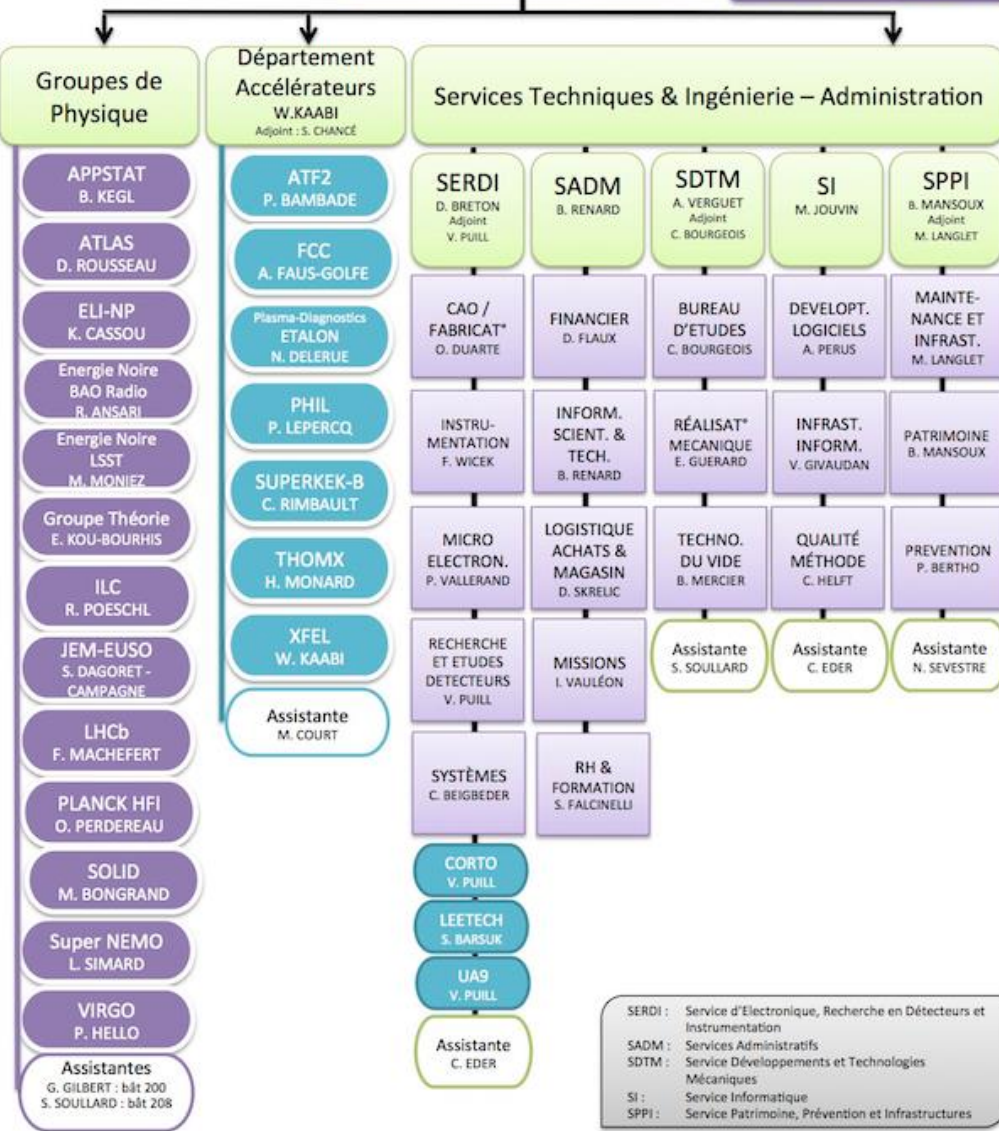 Groupes de
Physique
APPSTAT
B. KEGL
ATLAS
D. ROUSSEAU
ELI-NP
K. CASSOU
Energie Noire
BAO Radio
R. ANSARI
Energie Noire
LSST
M. MONIEZ
Groupe Théorie
E. KOU-BOURHIS
ILC
R. POESCHL
JEM-EUSO
S. DAGORET -
CAMPAGNE
LHCb
F. MACHEFERT
PLANCK HFI
O. PERDEREAU
SOLID
M. BONGRAND
Super NEMO
L. SIMARD
VIRGO
P. HELLO
Assistantes
G. GILBERT : bât 200
S. SOULLARD : bât 208
Département
Accélérateurs
W.KAABI
Adjoint : S. CHANCÉ
ATF2
P. BAMBADE
FCC
A. FAUS-GOLFE
Plasma-Diagnostics
ETALON
N. DELERUE
PHIL
P. LEPERCQ
SUPERKEK-B
C. RIMBAULT
THOMX
H. MONARD
XFEL
W. KAABI
Assistante
M. COURT
Services Techniques & Ingénierie – Administration
SERDI
D. BRETON
Adjoint
V. PUILL
CAO /
FABRICAT°
O. DUARTE
INSTRU-
MENTATION
F. WICEK
MICRO
ELECTRON.
P. VALLERAND
RECHERCHE
ET ETUDES
DETECTEURS
V. PUILL
SYSTÈMES
C. BEIGBEDER
CORTO
V. PUILL
LEETECH
S. BARSUK
UA9
V. PUILL
Assistante
C. EDER
SADM
B. RENARD
FINANCIER
D. FLAUX
INFORM.
SCIENT. &
TECH.
B. RENARD
LOGISTIQUE
ACHATS &
MAGASIN
D. SKRELIC
MISSIONS
I. VAULÉON
RH &
FORMATION
S. FALCINELLI
SDTM
A. VERGUET
Adjoint
C. BOURGEOIS
BUREAU
D'ETUDES
C. BOURGEOIS
RÉALISAT°
MECANIQUE
E. GUERARD
TECHNO.
DU VIDE
B. MERCIER
Assistante
S. SOULLARD
SI
M. JOUVIN
DEVELOPT.
LOGICIELS
A. PERUS
INFRAST.
INFORM.
V. GIVAUDAN
QUALITÉ
MÉTHODE
C. HELFT
Assistante
C. EDER
SPPI
B. MANSOUX
Adjoint
M. LANGLET
MAINTE-
NANCE ET
INFRAST.
M. LANGLET
PATRIMOINE
B. MANSOUX
PREVENTION
P. BERTHO
Assistante
N. SEVESTRE
SERDI : Service d'Electronique, Recherche en Détecteurs et
Instrumentation
SADM : Services Administratifs
SDTM : Service Développements et Technologies
Mécaniques
SI : Service Informatique
SPPI : Service Patrimoine, Prévention et Infrastructures